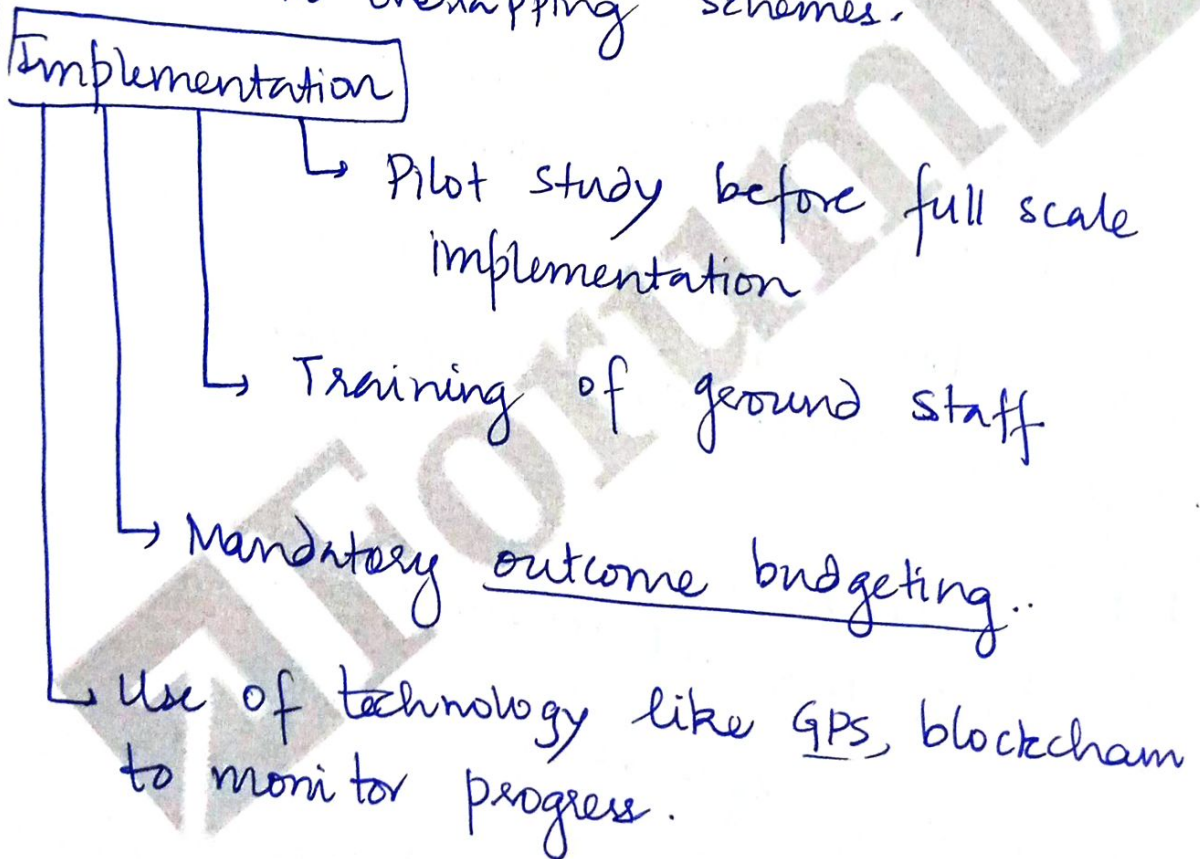 overlapping schemes.
Implementation
Pilot study before full scale
implementation
Training of ground staff
Mandatory outcome budgeting..
Use of technology like GPS, blockchain
to monitor progress.
Forum